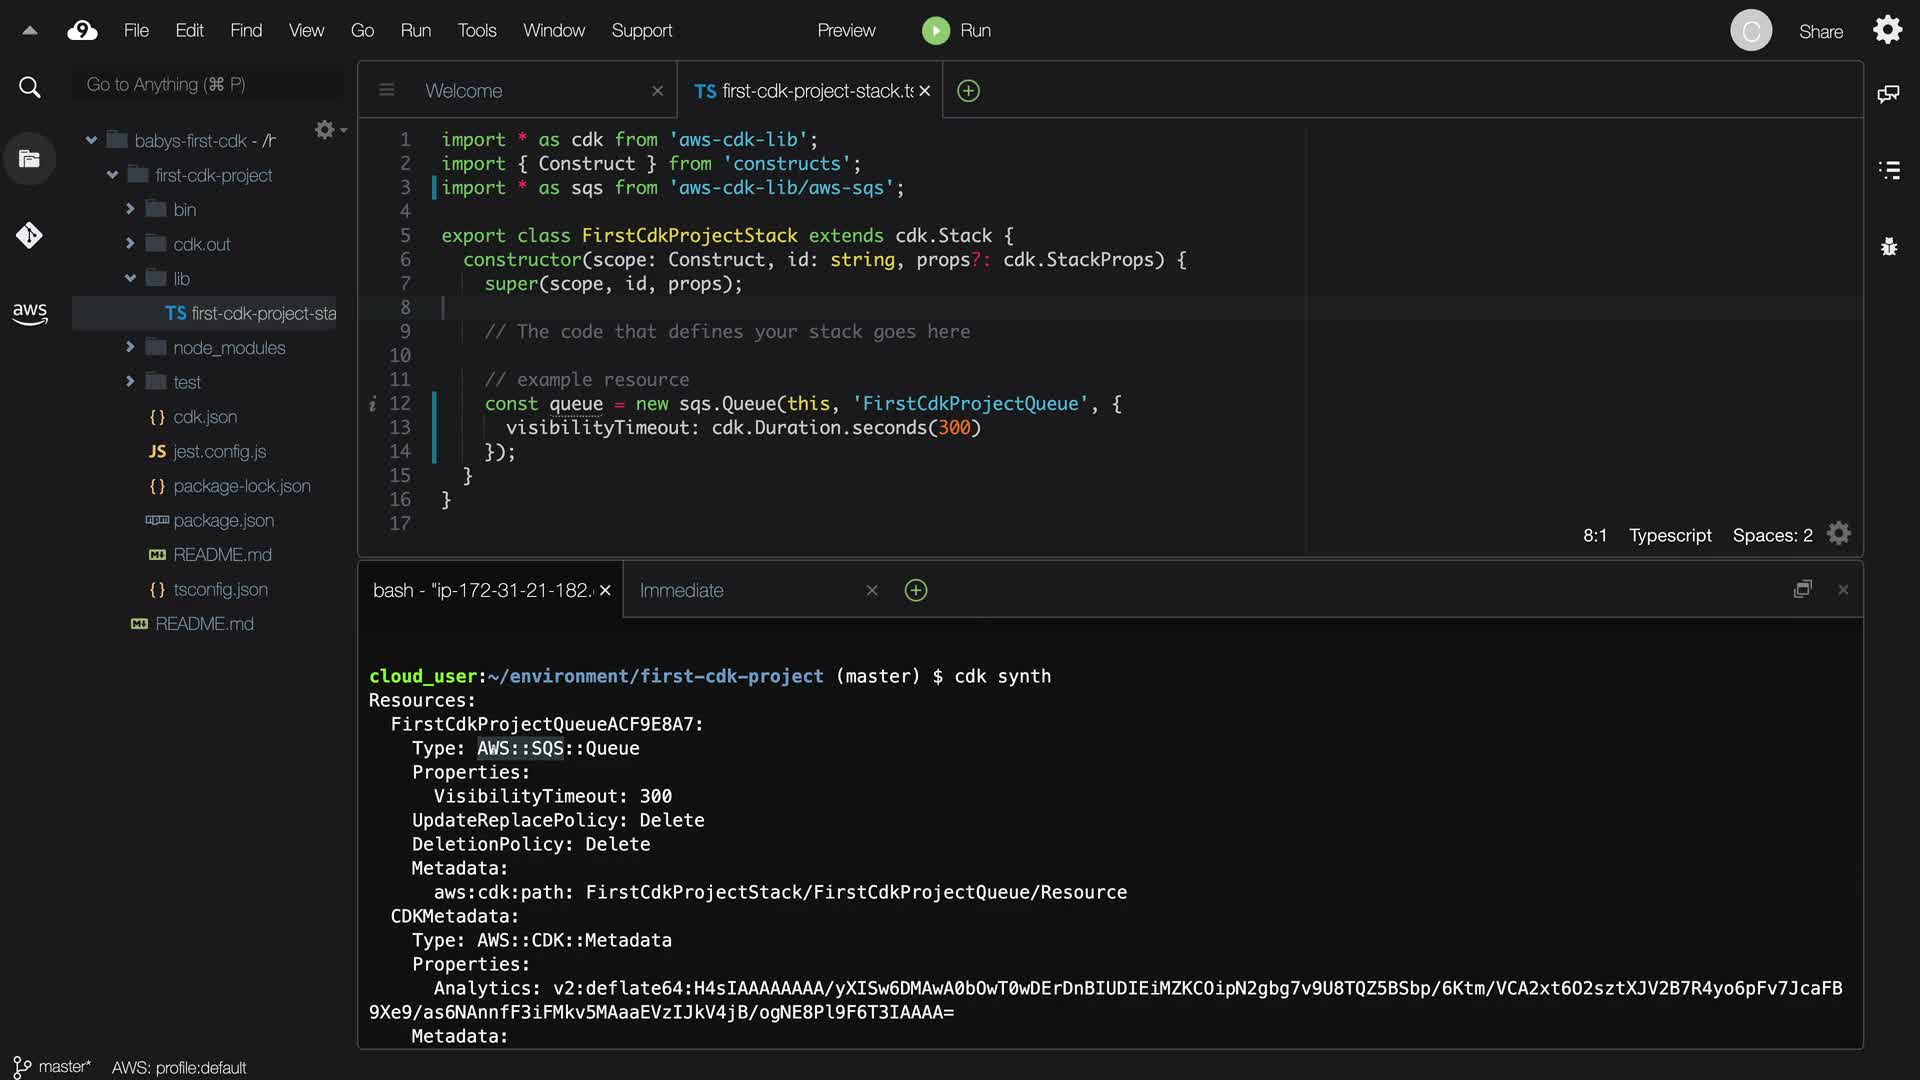 9 File Edit Find View Go Run Tools Window Support Preview Run C Share
Go to Anything (⌘ P)
babys-first-cdk - /h
first-cdk-project
bin
cdk.out
lib
TS first-cdk-project-sta
node_modules
test
{} cdk.json
JS jest.config.js
{} package-lock.json
package.json
README.md
{} tsconfig.json
README.md
aws
Welcome
TS first-cdk-project-stack.ts
1 import * as cdk from 'aws-cdk-lib';
2 import { Construct } from 'constructs';
3 import * as sqs from 'aws-cdk-lib/aws-sqs';
4
5 export class FirstCdkProjectStack extends cdk.Stack {
6 constructor(scope: Construct, id: string, props?: cdk.StackProps) {
7 super(scope, id, props);
8
9 // The code that defines your stack goes here
10
11 // example resource
i 12 const queue = new sqs.Queue(this, 'FirstCdkProjectQueue', {
13 visibilityTimeout: cdk.Duration.seconds(300)
14 });
15 }
16 }
17
8:1 Typescript Spaces: 2
bash - "ip-172-31-21-182.
Immediate
cloud_user:~/environment/first-cdk-project (master) $ cdk synth
Resources:
FirstCdkProjectQueueACF9E8A7:
Type: AWS::SQS::Queue
Properties:
VisibilityTimeout: 300
UpdateReplacePolicy: Delete
DeletionPolicy: Delete
Metadata:
aws:cdk:path: FirstCdkProjectStack/FirstCdkProjectQueue/Resource
CDKMetadata:
Type: AWS::CDK::Metadata
Properties:
Analytics: v2:deflate64:H4sIAAAAAAAA/yXISw6DMAwA0bOwT0wDErDnBIUDIEiMZKCOipN2gbg7v9U8TQZ5BSbp/6Ktm/VCA2xt6O2sztXJV2B7R4yo6pFv7JcaFB
9Xe9/as6NAnnfF3iFMkv5MAaaEVzIJkV4jB/ogNE8Pl9F6T3IAAAA=
Metadata:
master* AWS: profile:default